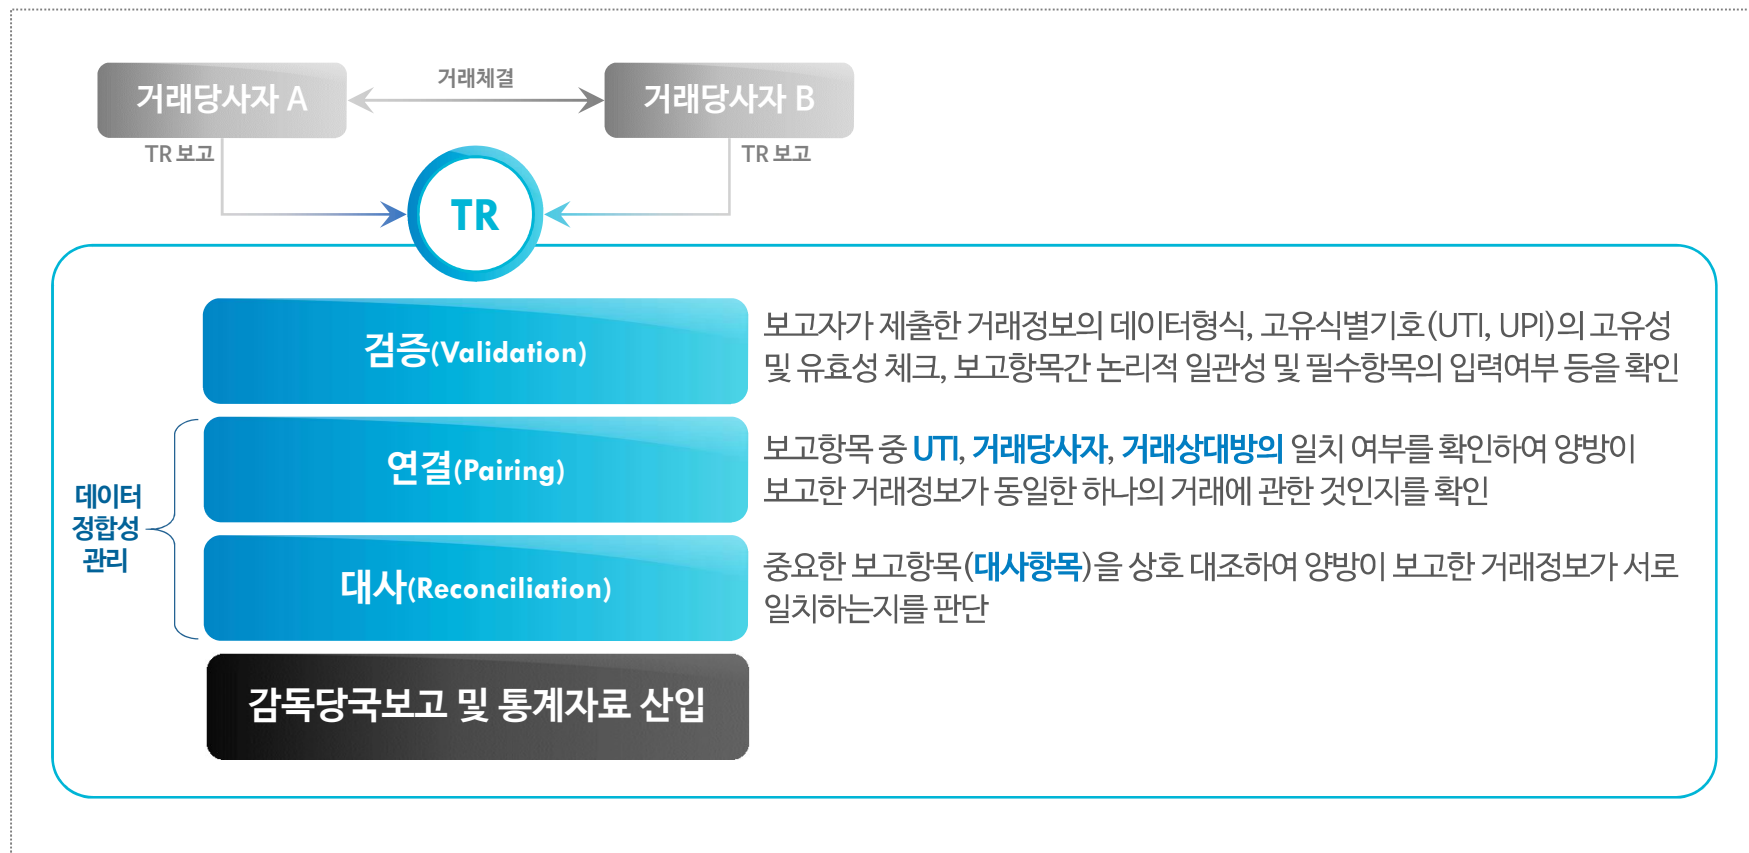 거래당사자 A
거래체결
거래당사자 B
TR 보고
TR 보고
TR
검증(Validation)
보고자가 제출한 거래정보의 데이터형식, 고유식별기호(UTI, UPI)의 고유성
및 유효성 체크, 보고항목간 논리적 일관성 및 필수항목의 입력여부 등을 확인
데이터
정합성
관리
연결(Pairing)
보고항목 중 UTI, 거래당사자, 거래상대방의 일치 여부를 확인하여 양방이
보고한 거래정보가 동일한 하나의 거래에 관한 것인지를 확인
대사(Reconciliation)
중요한 보고항목(대사항목)을 상호 대조하여 양방이 보고한 거래정보가 서로
일치하는지를 판단
감독당국보고 및 통계자료 산입